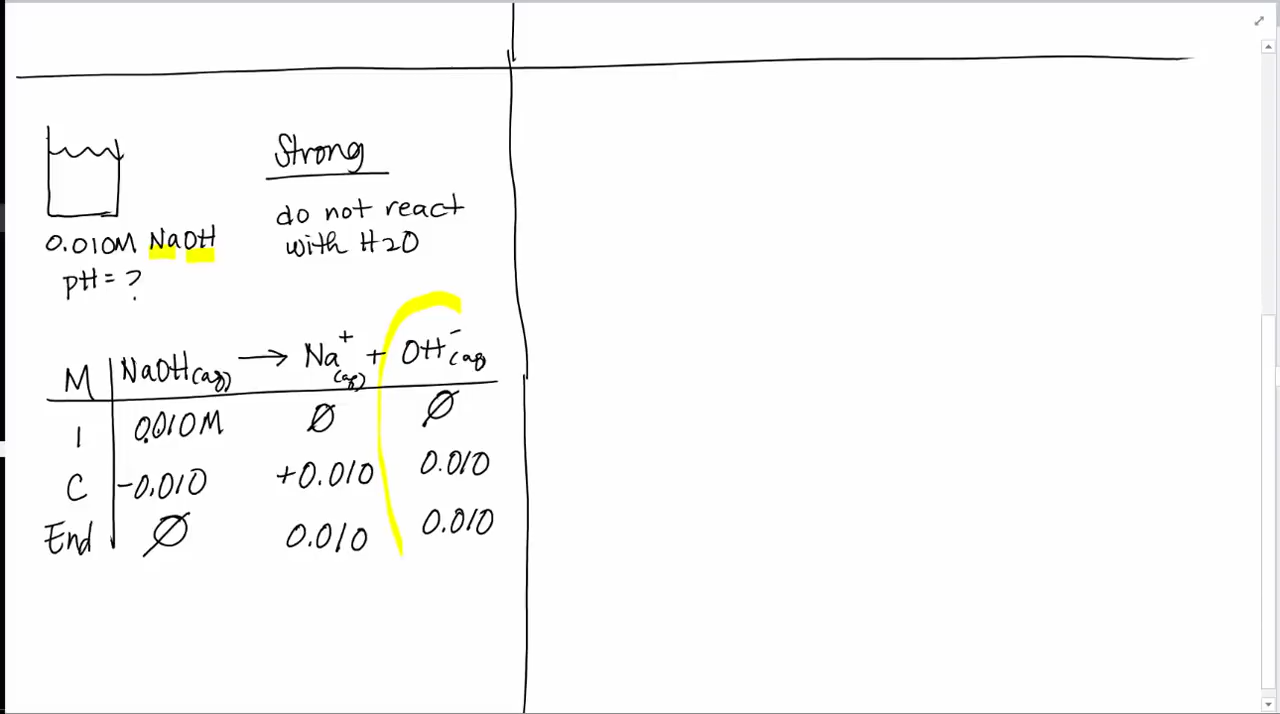 Strong
do not react
with H2O
0.010M NaOH
pH = ?
M NaOH(aq) → Na+(aq) + OH-(aq
I 0.010M Ø Ø
C -0.010 +0.010 0.010
End Ø 0.010 0.010